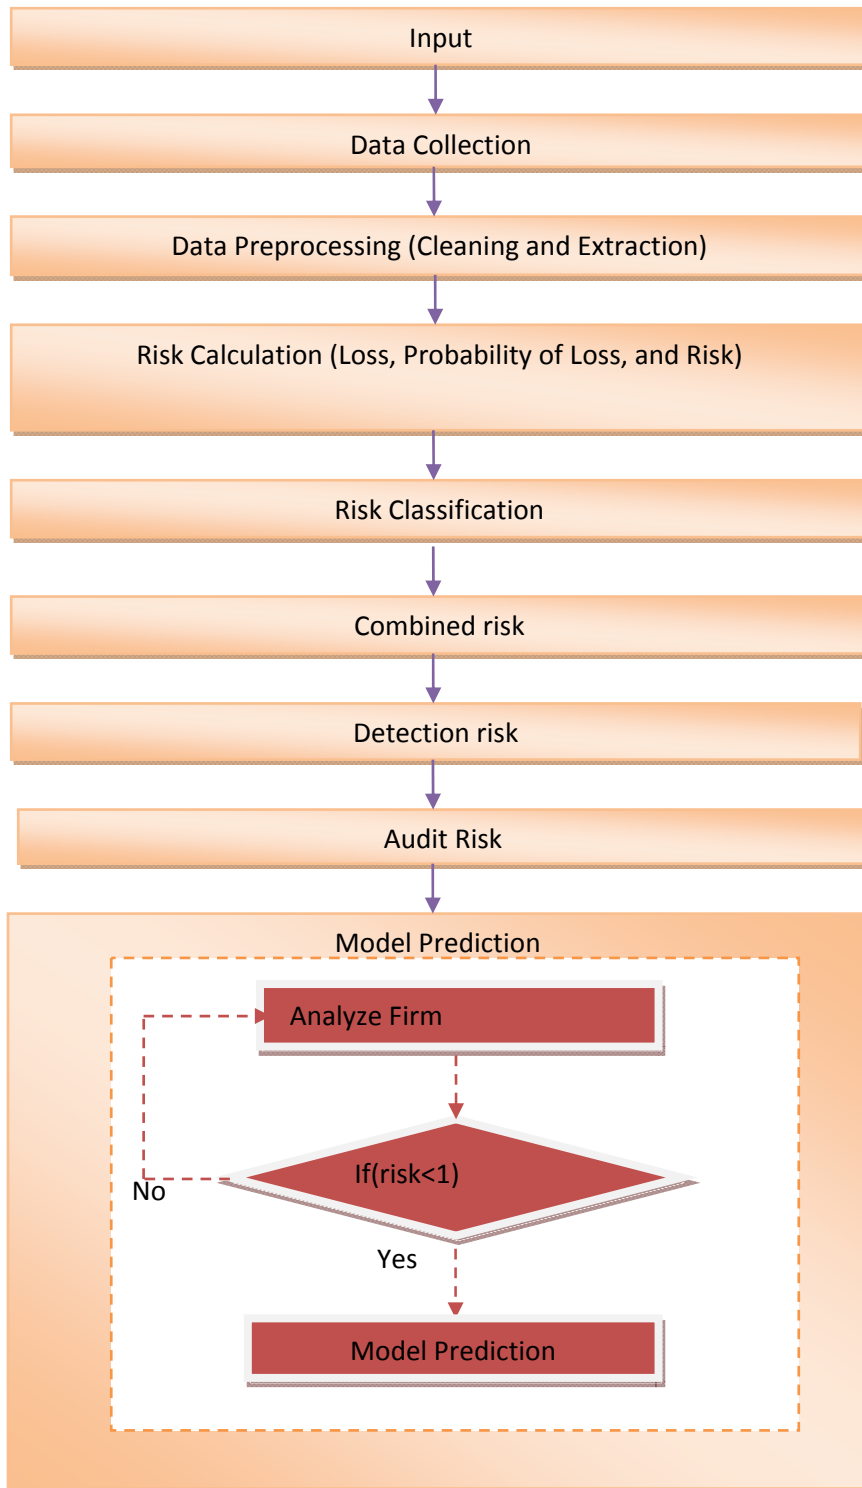 Input
Data Collection
Data Preprocessing (Cleaning and Extraction)
Risk Calculation (Loss, Probability of Loss, and Risk)
Risk Classification
Combined risk
Detection risk
Audit Risk
Model Prediction
Analyze Firm
If(risk<1)
No
Yes
Model Prediction